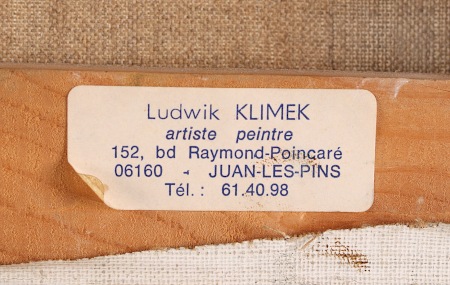 Ludwik KLIMEK
artiste peintre
152, bd Raymond-Poincaré
06160 - JUAN-LES-PINS
Tél. : 61.40.98